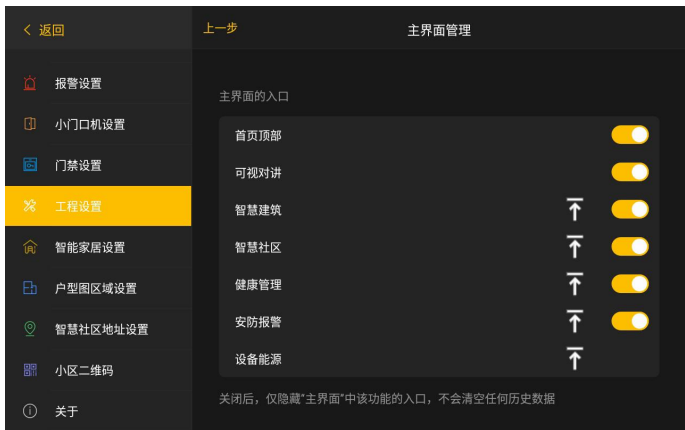 返回
报警设置
小门口机设置
门禁设置
工程设置
智能家居设置
户型图区域设置
智慧社区地址设置
小区二维码
关于
上一步
主界面管理
主界面的入口
首页顶部
可视对讲
智慧建筑
智慧社区
健康管理
安防报警
设备能源
关闭后，仅隐藏"主界面"中该功能的入口，不会清空任何历史数据